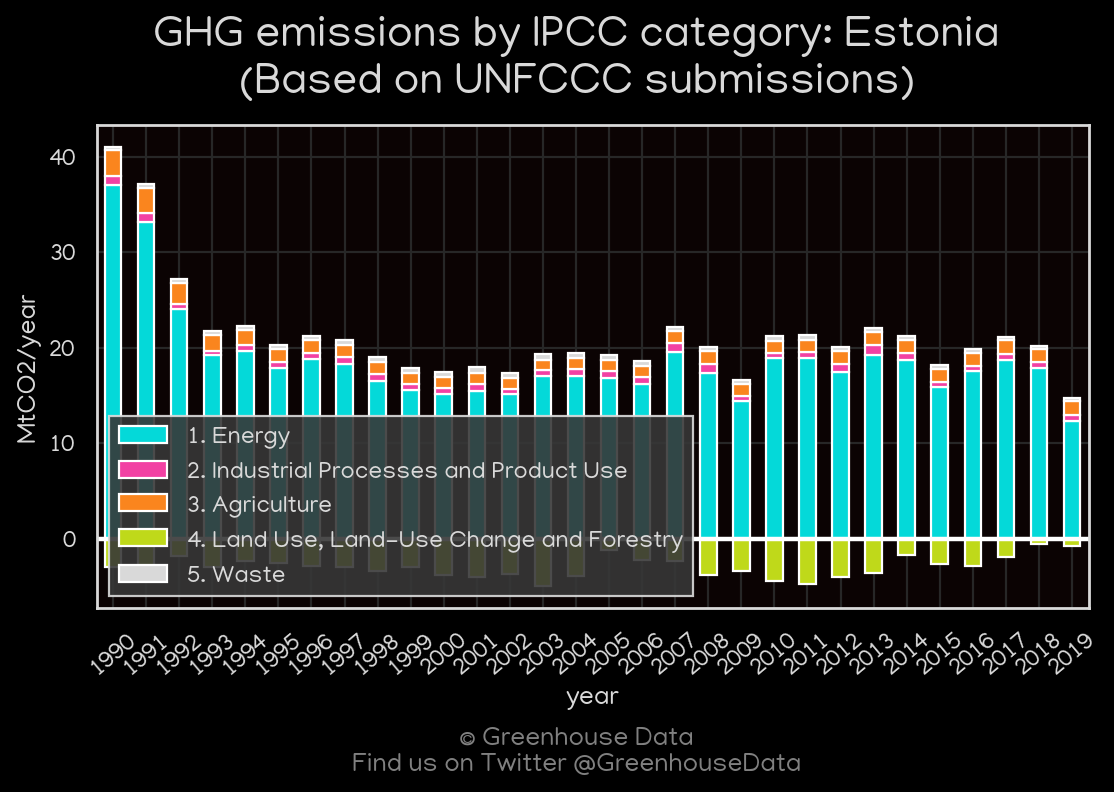 GHG emissions by IPCC category: Estonia
(Based on UNFCCC submissions)
MtCO2/year
40
30
20
10
0
1. Energy
2. Industrial Processes and Product Use
3. Agriculture
4. Land Use, Land-Use Change and Forestry
5. Waste
1990 1991 1992 1993 1994 1995 1996 1997 1998 1999 2000 2001 2002 2003 2004 2005 2006 2007 2008 2009 2010 2011 2012 2013 2014 2015 2016 2017 2018 2019
year
© Greenhouse Data
Find us on Twitter @GreenhouseData